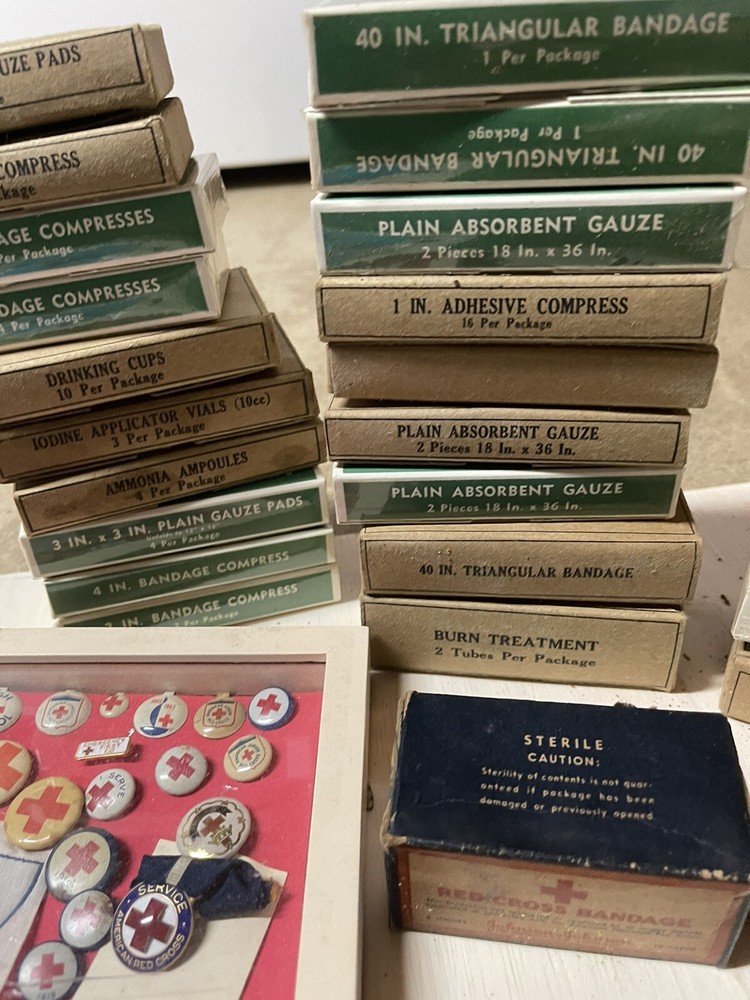 UZE PADS
COMPRESS
kage
AGE COMPRESSES
Per Package
DAGE COMPRESSES
Per Package
DRINKING CUPS
10 Per Package
IODINE APPLICATOR VIALS (10cc)
3 Per Package
AMMONIA AMPOULES
4 Per Package
3 IN. x 3 IN. PLAIN GAUZE PADS
4 Per Package
4 IN. BANDAGE COMPRESS
IN. BANDAGE COMPRESS
Per Package
40 IN. TRIANGULAR BANDAGE
1 Per Package
40 IN. TRIANGULAR BANDAGE
1 Per Package
PLAIN ABSORBENT GAUZE
2 Pieces 18 In. x 36 In.
1 IN. ADHESIVE COMPRESS
16 Per Package
PLAIN ABSORBENT GAUZE
2 Pieces 18 In. x 36 In.
PLAIN ABSORBENT GAUZE
2 Pieces 18 In. x 36 In.
40 IN. TRIANGULAR BANDAGE
BURN TREATMENT
2 Tubes Per Package
SERVE
SERVICE
AMERICAN RED CROSS
STERILE
CAUTION:
Sterility of contents is not guar-
anteed if package has been
damaged or previously opened.
RED CROSS BANDAGE
Johnson & Johnson